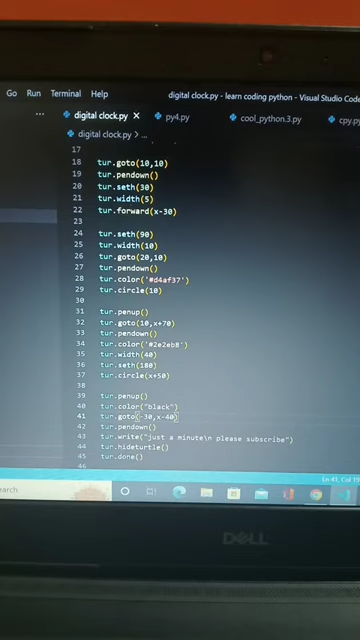 Go Run Terminal Help digital clock.py - learn coding python - Visual Studio Code
... digital clock.py × py4.py cool_python.3.py cpy.py
digital clock.py > ...
17
18 tur.goto(10,10)
19 tur.pendown()
20 tur.seth(30)
21 tur.width(5)
22 tur.forward(x-30)
23
24 tur.seth(90)
25 tur.width(10)
26 tur.goto(20,10)
27 tur.pendown()
28 tur.color('#d4af37')
29 tur.circle(10)
30
31 tur.penup()
32 tur.goto(10,x+70)
33 tur.pendown()
34 tur.color('#2e2eb8')
35 tur.width(40)
36 tur.seth(180)
37 tur.circle(x+50)
38
39 tur.penup()
40 tur.color("black")
41 tur.goto(-30,x-40)
42 tur.pendown()
43 tur.write("just a minute\n please subscribe")
44 tur.hideturtle()
45 tur.done()
46
Ln 41, Col 19
earch
DELL